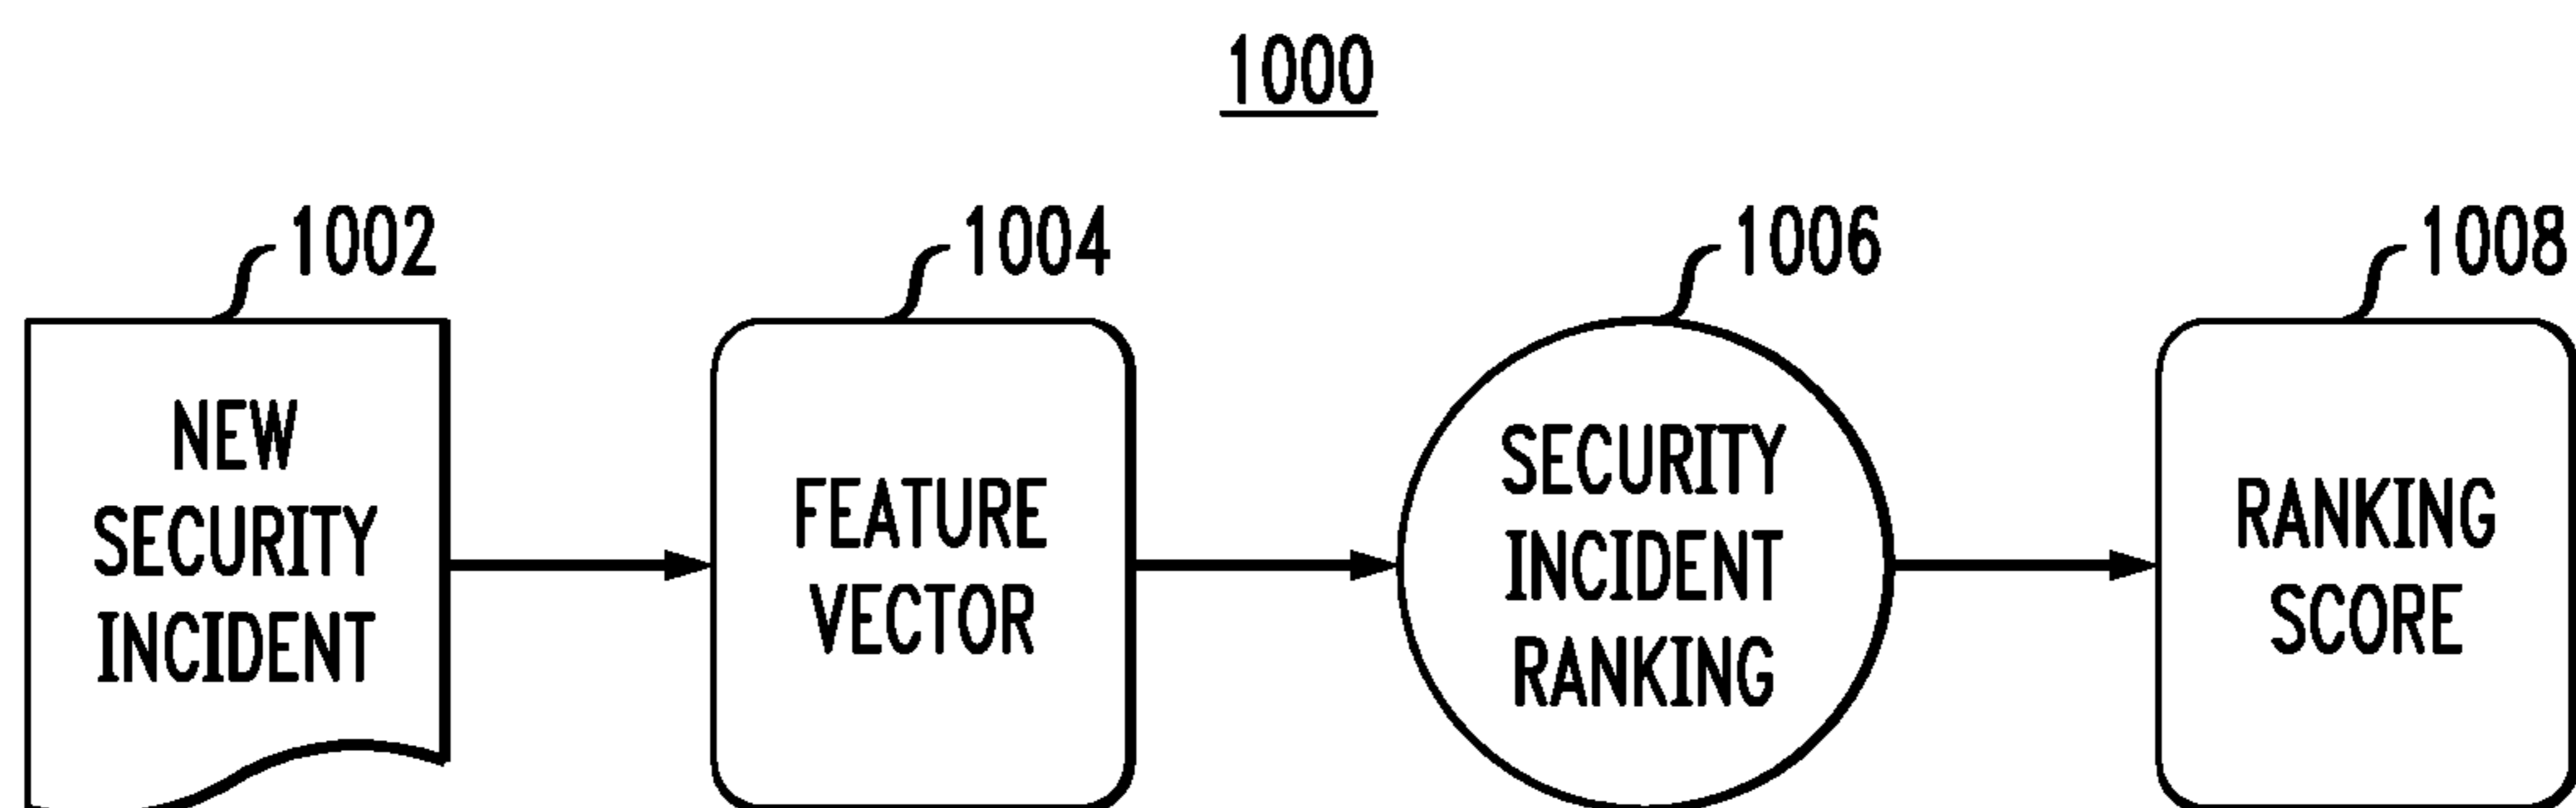 1000
1002
1004
1006
1008
NEW
SECURITY
INCIDENT
FEATURE
VECTOR
SECURITY
INCIDENT
RANKING
RANKING
SCORE